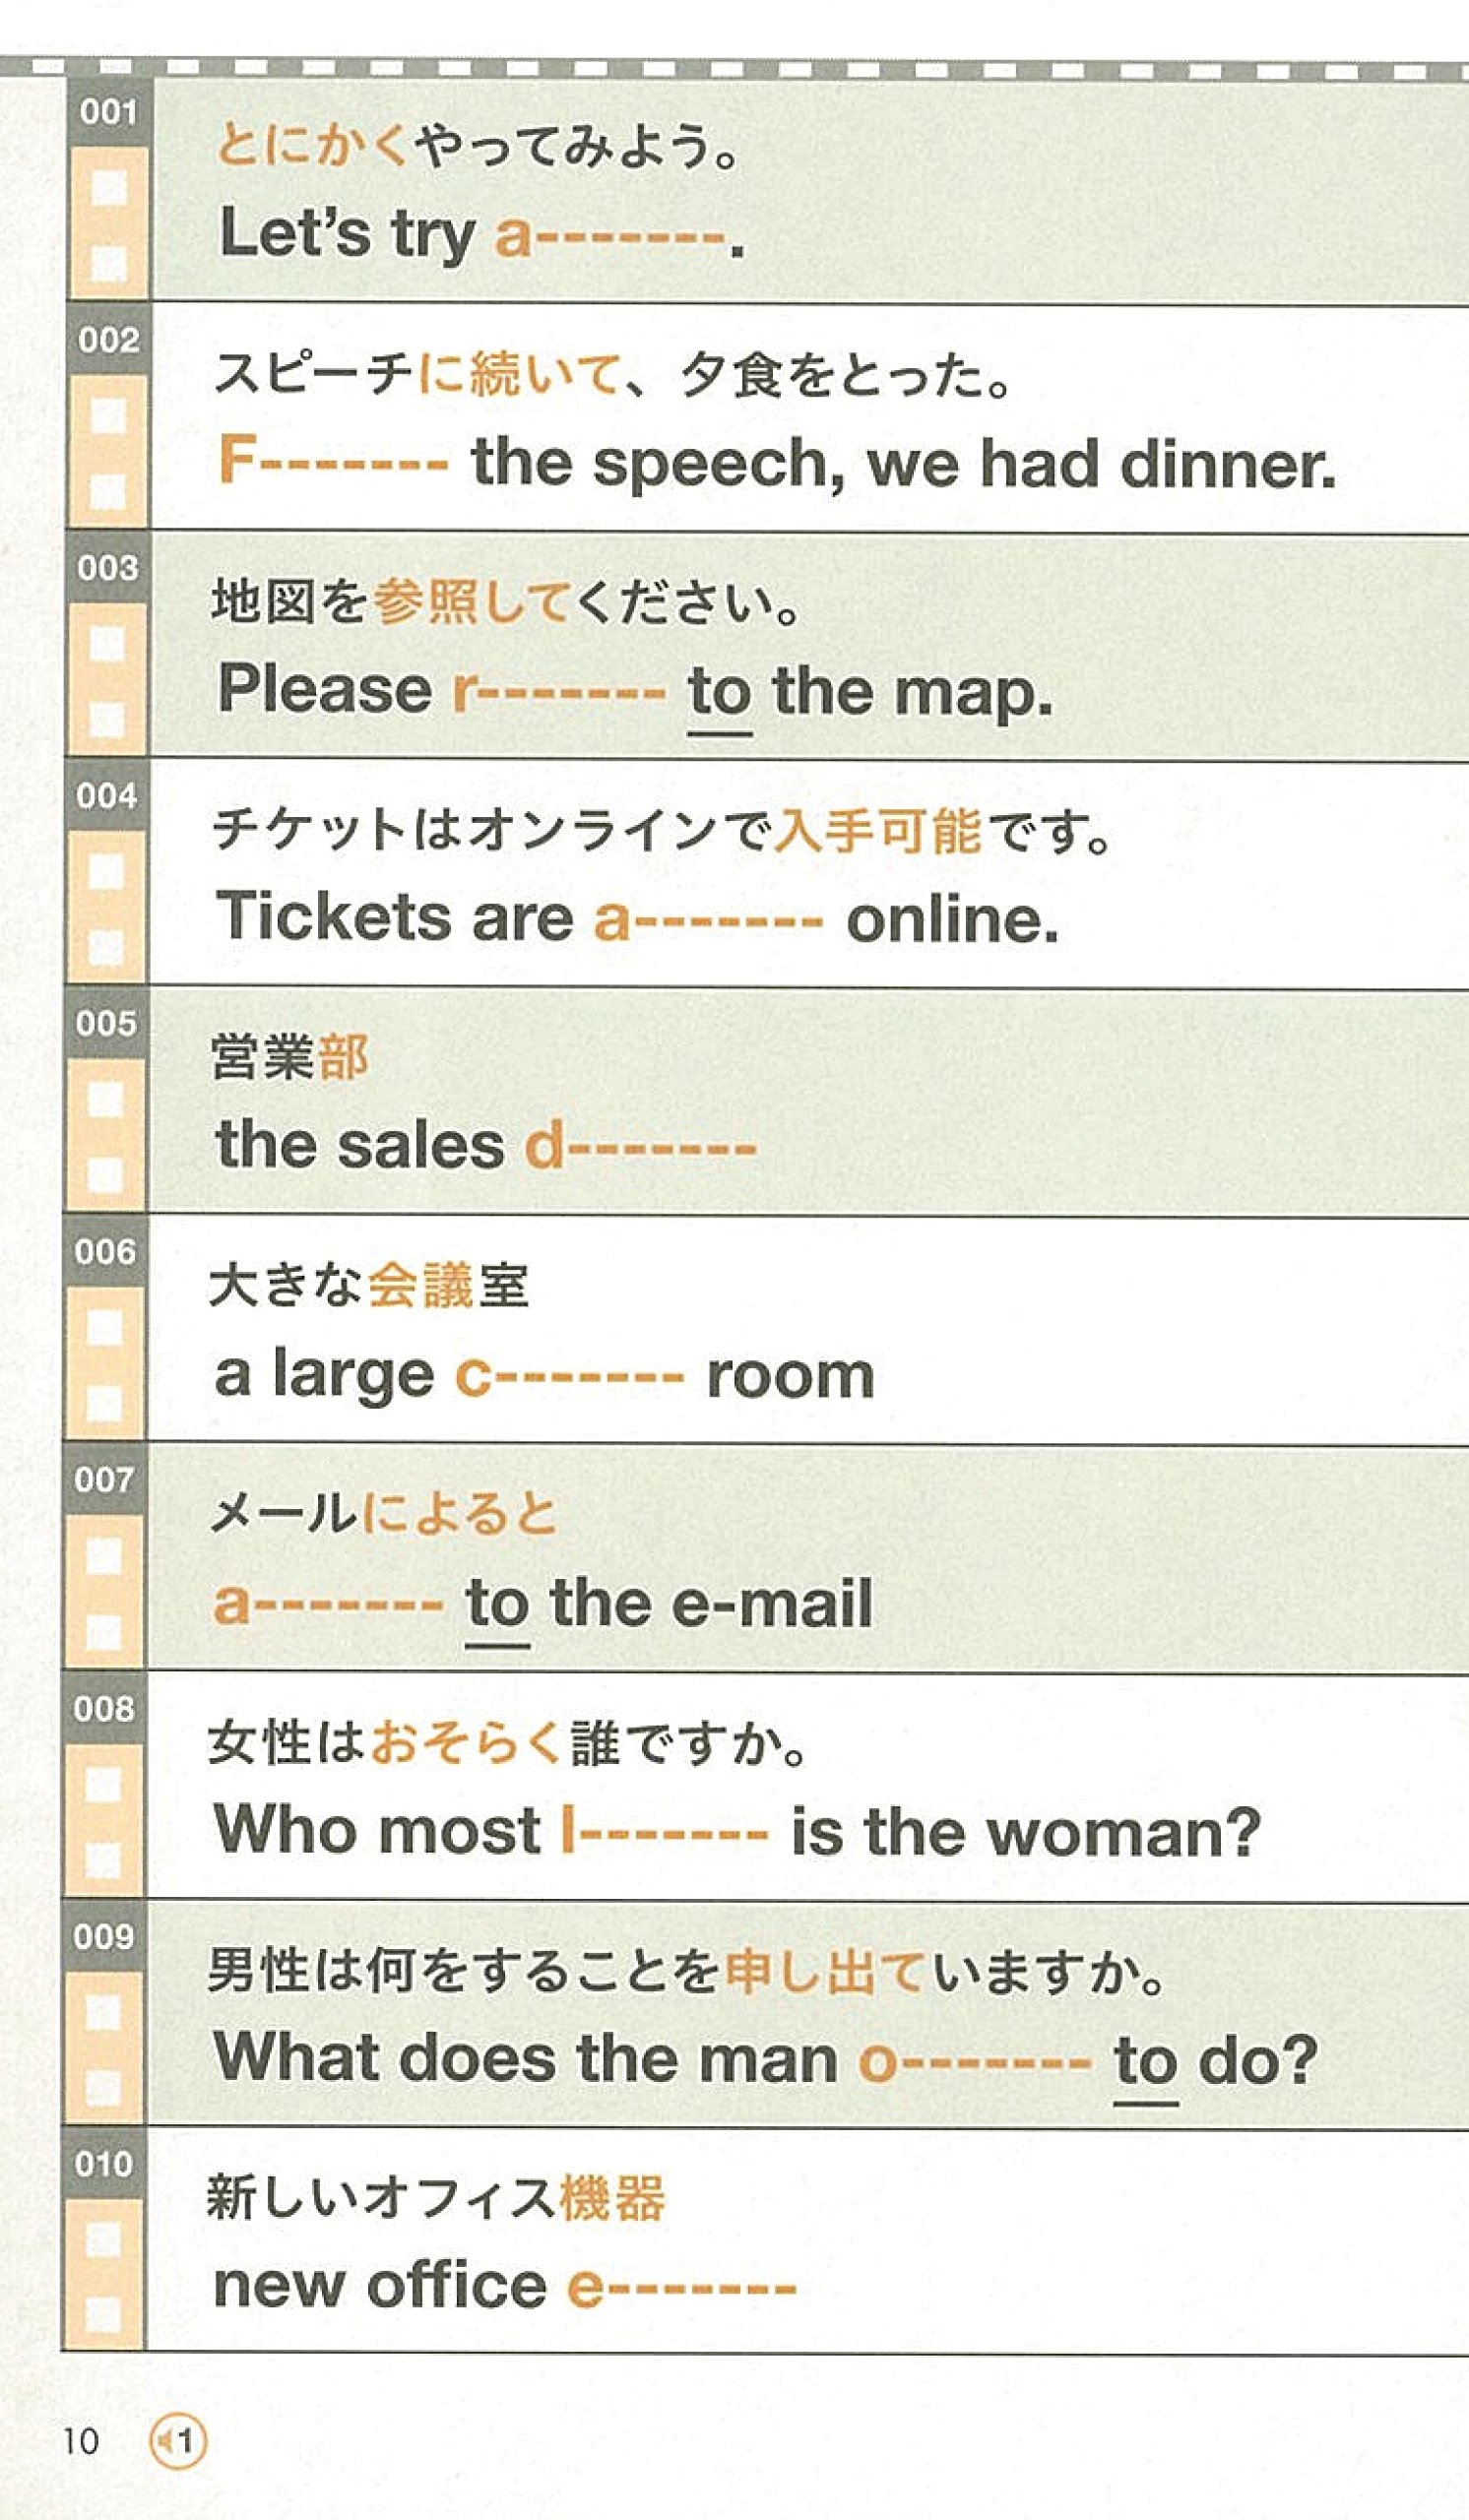 001
とにかくやってみよう。
Let's try a-------.
002
スピーチに続いて、夕食をとった。
F------- the speech, we had dinner.
003
地図を参照してください。
Please r------- to the map.
004
チケットはオンラインで入手可能です。
Tickets are a------- online.
005
営業部
the sales d-------
006
大きな会議室
a large c------- room
007
メールによると
a------- to the e-mail
008
女性はおそらく誰ですか。
Who most l------- is the woman?
009
男性は何をすることを申し出ていますか。
What does the man o------- to do?
010
新しいオフィス機器
new office e-------
10 1